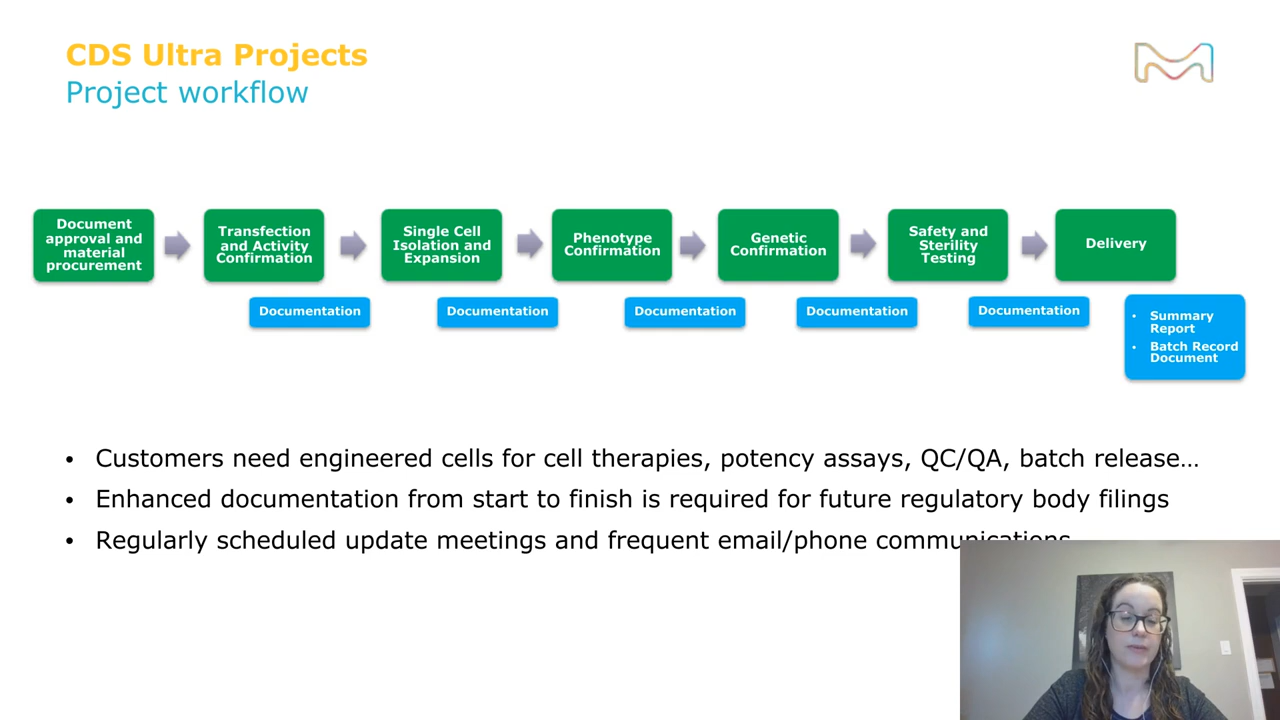 CDS Ultra Projects
Project workflow
Document
approval and
material
procurement
Transfection
and Activity
Confirmation
Single Cell
Isolation and
Expansion
Phenotype
Confirmation
Genetic
Confirmation
Safety and
Sterility
Testing
Delivery
Documentation
Documentation
Documentation
Documentation
Documentation
• Summary
Report
• Batch Record
Document
• Customers need engineered cells for cell therapies, potency assays, QC/QA, batch release…
• Enhanced documentation from start to finish is required for future regulatory body filings
• Regularly scheduled update meetings and frequent email/phone communications